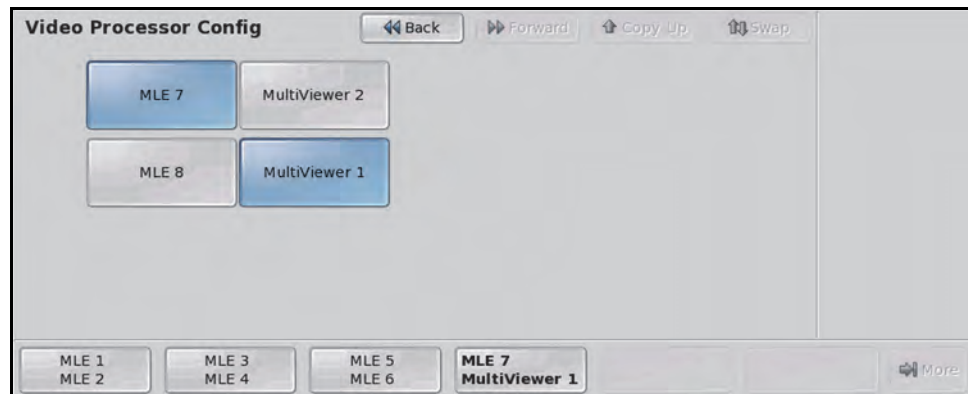 Video Processor Config
Back
Forward
Copy Up
Swap
MLE 7
MultiViewer 2
MLE 8
MultiViewer 1
MLE 1
MLE 2
MLE 3
MLE 4
MLE 5
MLE 6
MLE 7
MultiViewer 1
More